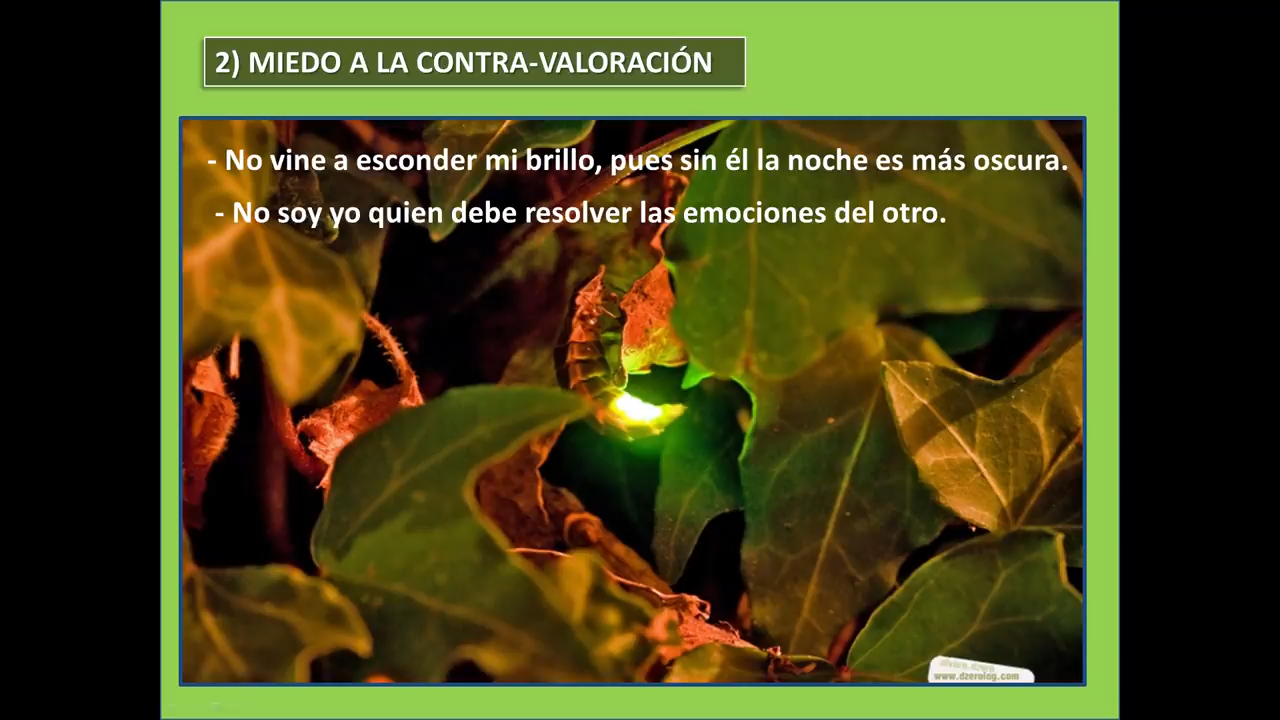 2) MIEDO A LA CONTRA-VALORACIÓN
- No vine a esconder mi brillo, pues sin él la noche es más oscura.
- No soy yo quien debe resolver las emociones del otro.
www.dzerolog.com